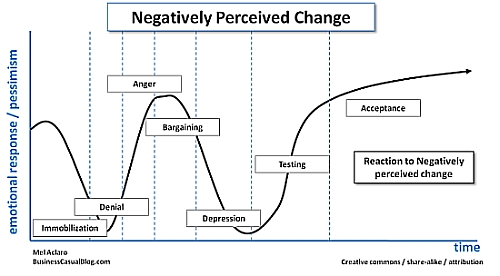 Negatively Perceived Change
emotional response / pessimism
Anger
Bargaining
Acceptance
Testing
Reaction to Negatively
perceived change
Denial
Depression
Immobilization
time
Mel Aclaro
BusinessCasualBlog.com
Creative commons / share-alike / attribution